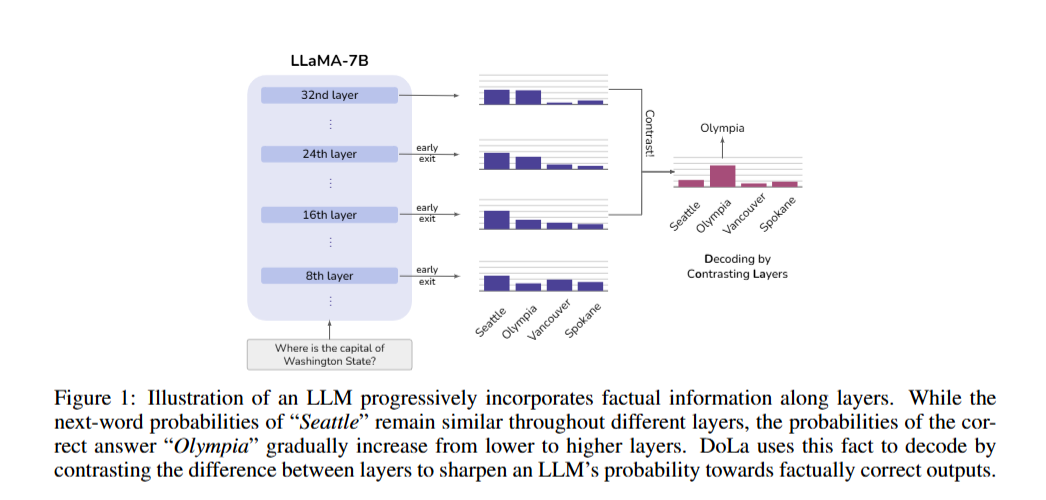 LLaMA-7B
32nd layer
⋮
24th layer
early
exit
⋮
16th layer
early
exit
⋮
8th layer
early
exit
⋮
Where is the capital of
Washington State?
Seattle
Olympia
Vancouver
Spokane
Contrast!
Olympia
Seattle
Olympia
Vancouver
Spokane
Decoding by
Contrasting Layers
Figure 1: Illustration of an LLM progressively incorporates factual information along layers. While the
next-word probabilities of “Seattle” remain similar throughout different layers, the probabilities of the cor-
rect answer “Olympia” gradually increase from lower to higher layers. DoLa uses this fact to decode by
contrasting the difference between layers to sharpen an LLM’s probability towards factually correct outputs.